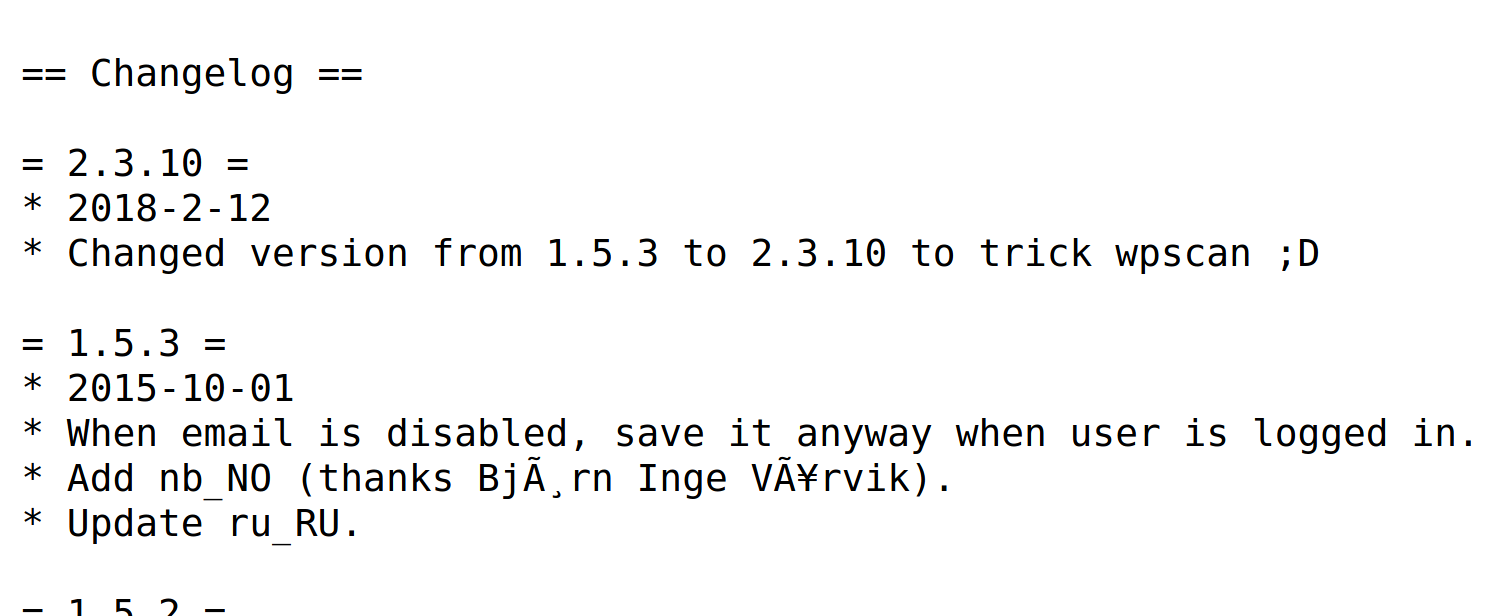 == Changelog ==
= 2.3.10 =
* 2018-2-12
* Changed version from 1.5.3 to 2.3.10 to trick wpscan ;D
= 1.5.3 =
* 2015-10-01
* When email is disabled, save it anyway when user is logged in.
* Add nb_NO (thanks BjÃ¸rn Inge VÃ¥rvik).
* Update ru_RU.
= 1.5.2 =